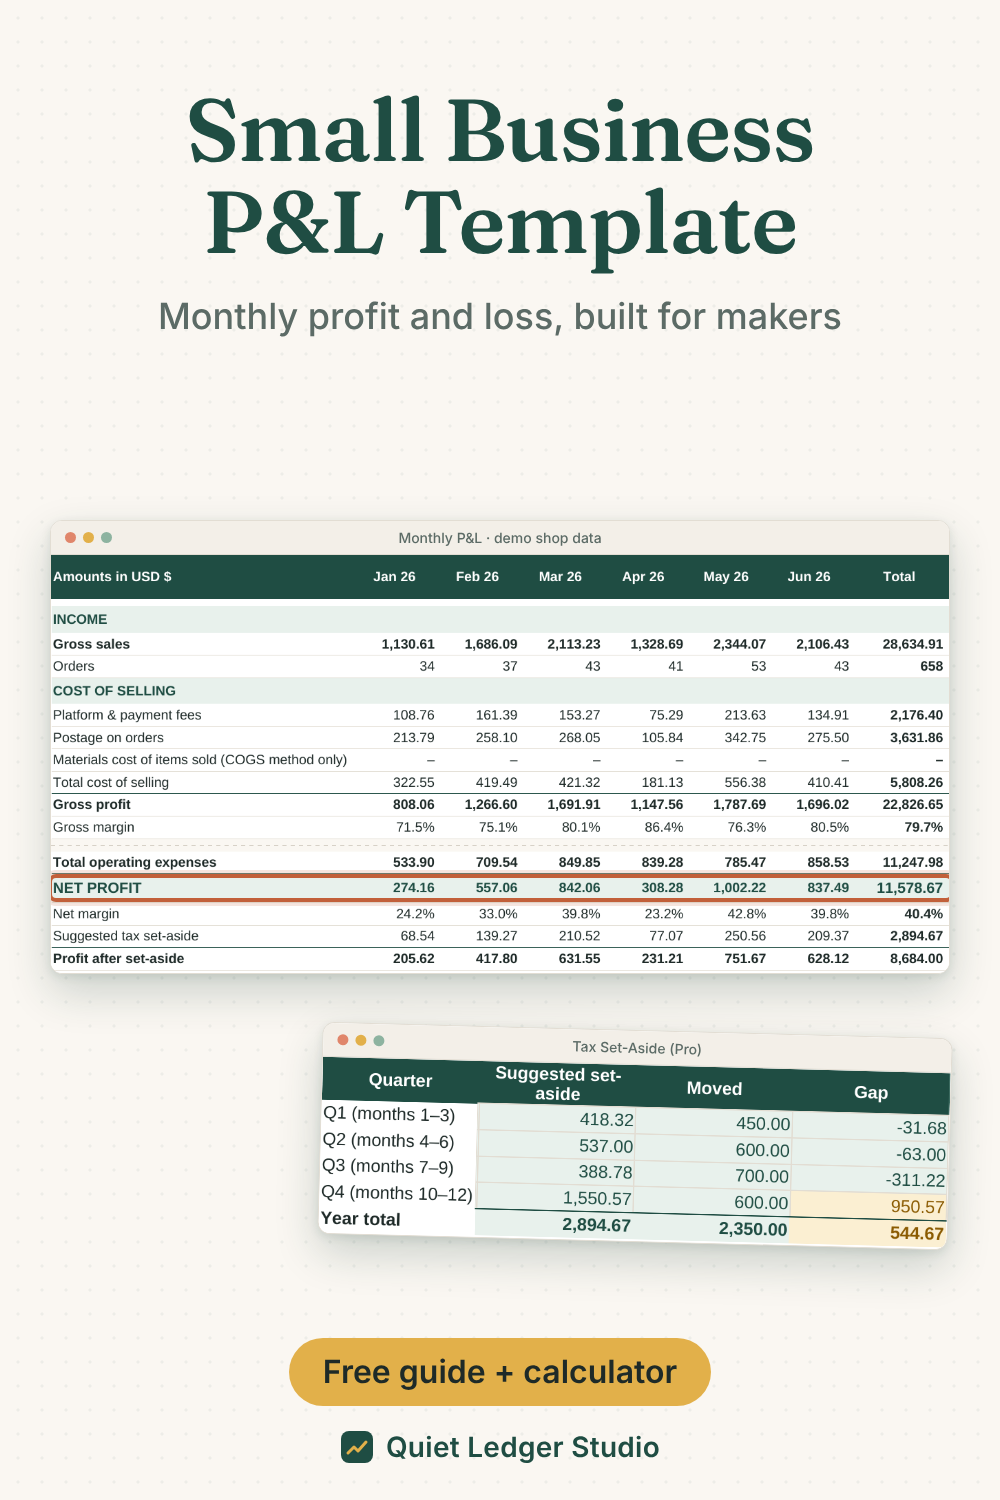 Small Business
P&L Template
Monthly profit and loss, built for makers
Monthly P&L · demo shop data
Amounts in USD $ Jan 26 Feb 26 Mar 26 Apr 26 May 26 Jun 26 Total
INCOME
Gross sales 1,130.61 1,686.09 2,113.23 1,328.69 2,344.07 2,106.43 28,634.91
Orders 34 37 43 41 53 43 658
COST OF SELLING
Platform & payment fees 108.76 161.39 153.27 75.29 213.63 134.91 2,176.40
Postage on orders 213.79 258.10 268.05 105.84 342.75 275.50 3,631.86
Materials cost of items sold (COGS method only) – – – – – – –
Total cost of selling 322.55 419.49 421.32 181.13 556.38 410.41 5,808.26
Gross profit 808.06 1,266.60 1,691.91 1,147.56 1,787.69 1,696.02 22,826.65
Gross margin 71.5% 75.1% 80.1% 86.4% 76.3% 80.5% 79.7%
Total operating expenses 533.90 709.54 849.85 839.28 785.47 858.53 11,247.98
NET PROFIT 274.16 557.06 842.06 308.28 1,002.22 837.49 11,578.67
Net margin 24.2% 33.0% 39.8% 23.2% 42.8% 39.8% 40.4%
Suggested tax set-aside 68.54 139.27 210.52 77.07 250.56 209.37 2,894.67
Profit after set-aside 205.62 417.80 631.55 231.21 751.67 628.12 8,684.00
Tax Set-Aside (Pro)
Quarter Suggested set-aside Moved Gap
Q1 (months 1–3) 418.32 450.00 -31.68
Q2 (months 4–6) 537.00 600.00 -63.00
Q3 (months 7–9) 388.78 700.00 -311.22
Q4 (months 10–12) 1,550.57 600.00 950.57
Year total 2,894.67 2,350.00 544.67
Free guide + calculator
Quiet Ledger Studio